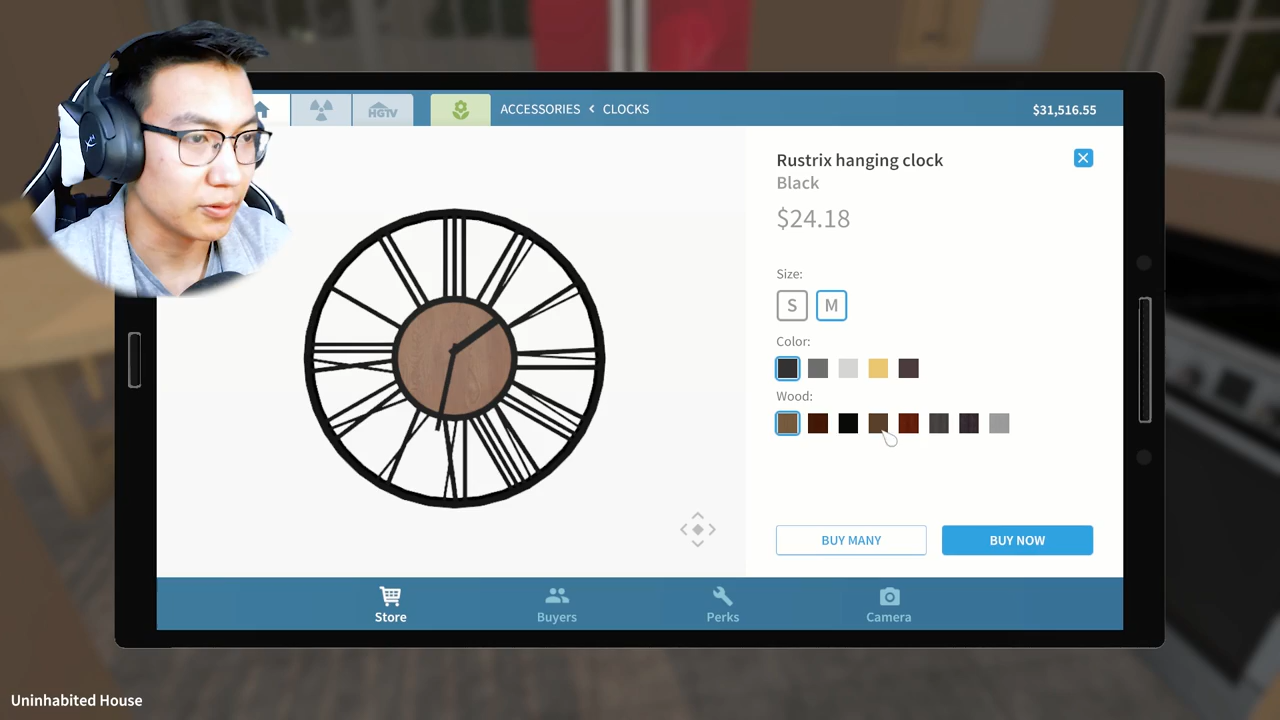 HGTV
ACCESSORIES < CLOCKS
$31,516.55
Rustrix hanging clock
Black
$24.18
Size:
S M
Color:
Wood:
BUY MANY
BUY NOW
Store
Buyers
Perks
Camera
Uninhabited House